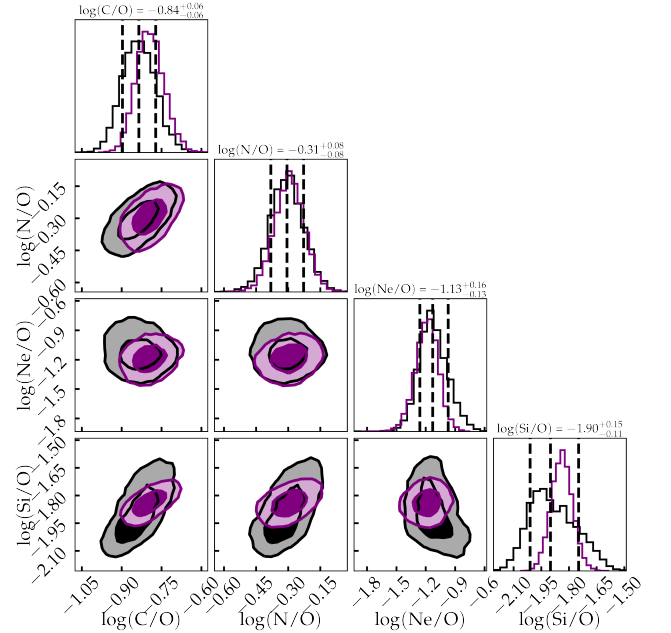 log(C/O) = −0.84+0.06−0.06
log(N/O) = −0.31+0.08−0.08
log(N/O)
−0.15
−0.30
−0.45
−0.60
log(Ne/O) = −1.13+0.16−0.13
log(Ne/O)
−0.6
−0.9
−1.2
−1.5
−1.8
log(Si/O) = −1.90+0.15−0.11
log(Si/O)
−1.50
−1.65
−1.80
−1.95
−2.10
−1.05 −0.90 −0.75 −0.60
log(C/O)
−0.6 −0.45 −0.30 −0.15
log(N/O)
−1.8 −1.5 −1.2 −0.9 −0.6
log(Ne/O)
−2.10 −1.95 −1.80 −1.65 −1.50
log(Si/O)